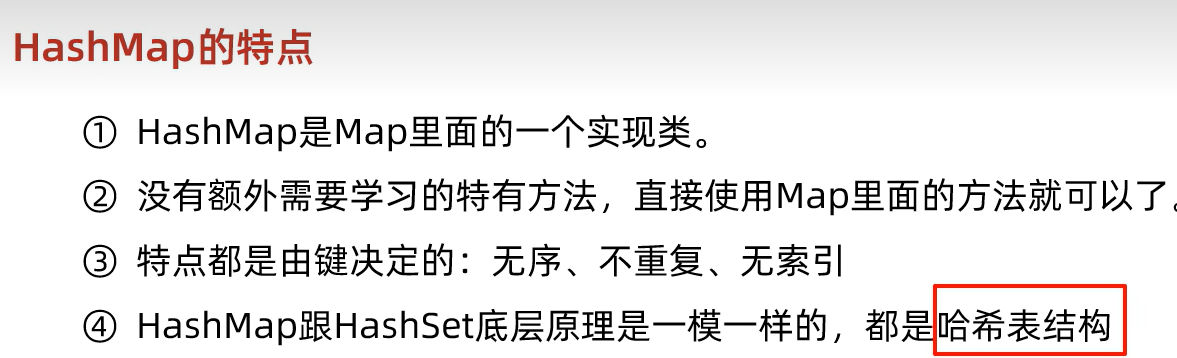 HashMap的特点
① HashMap是Map里面的一个实现类。
② 没有额外需要学习的特有方法，直接使用Map里面的方法就可以了。
③ 特点都是由键决定的：无序、不重复、无索引
④ HashMap跟HashSet底层原理是一模一样的，都是哈希表结构